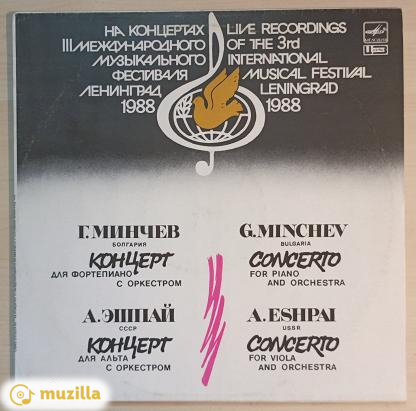 НА КОНЦЕРТАХ
III МЕЖДУНАРОДНОГО
МУЗЫКАЛЬНОГО
ФЕСТИВАЛЯ
ЛЕНИНГРАД
1988
LIVE RECORDINGS
OF THE 3rd
INTERNATIONAL
MUSICAL FESTIVAL
LENINGRAD
1988
Г. МИНЧЕВ
БОЛГАРИЯ
КОНЦЕРТ
ДЛЯ ФОРТЕПИАНО
С ОРКЕСТРОМ
G. MINCHEV
BULGARIA
CONCERTO
FOR PIANO
AND ORCHESTRA
А. ЭШПАЙ
СССР
КОНЦЕРТ
ДЛЯ АЛЬТА
С ОРКЕСТРОМ
A. ESHPAI
USSR
CONCERTO
FOR VIOLA
AND ORCHESTRA
muzilla